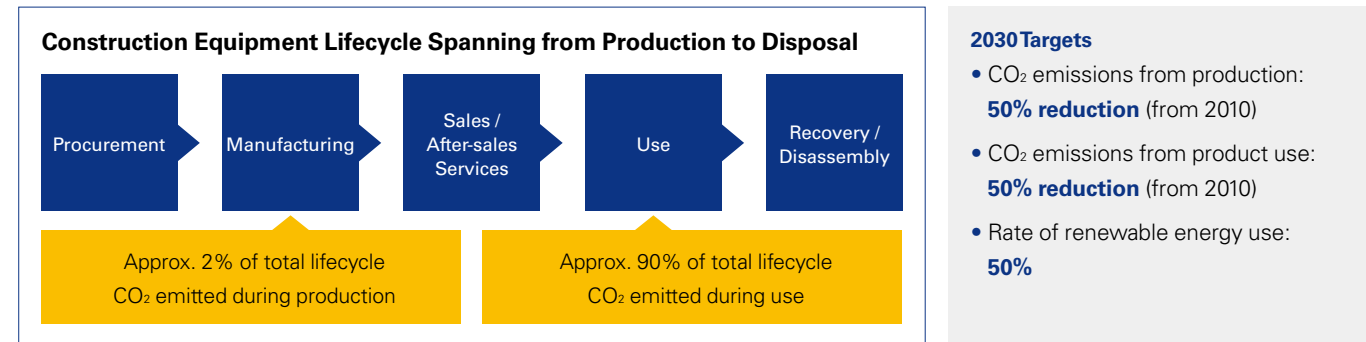 Construction Equipment Lifecycle Spanning from Production to Disposal
Procurement
Manufacturing
Sales /
After-sales
Services
Use
Recovery /
Disassembly
Approx. 2% of total lifecycle
CO₂ emitted during production
Approx. 90% of total lifecycle
CO₂ emitted during use
2030 Targets
• CO₂ emissions from production:
50% reduction (from 2010)
• CO₂ emissions from product use:
50% reduction (from 2010)
• Rate of renewable energy use:
50%